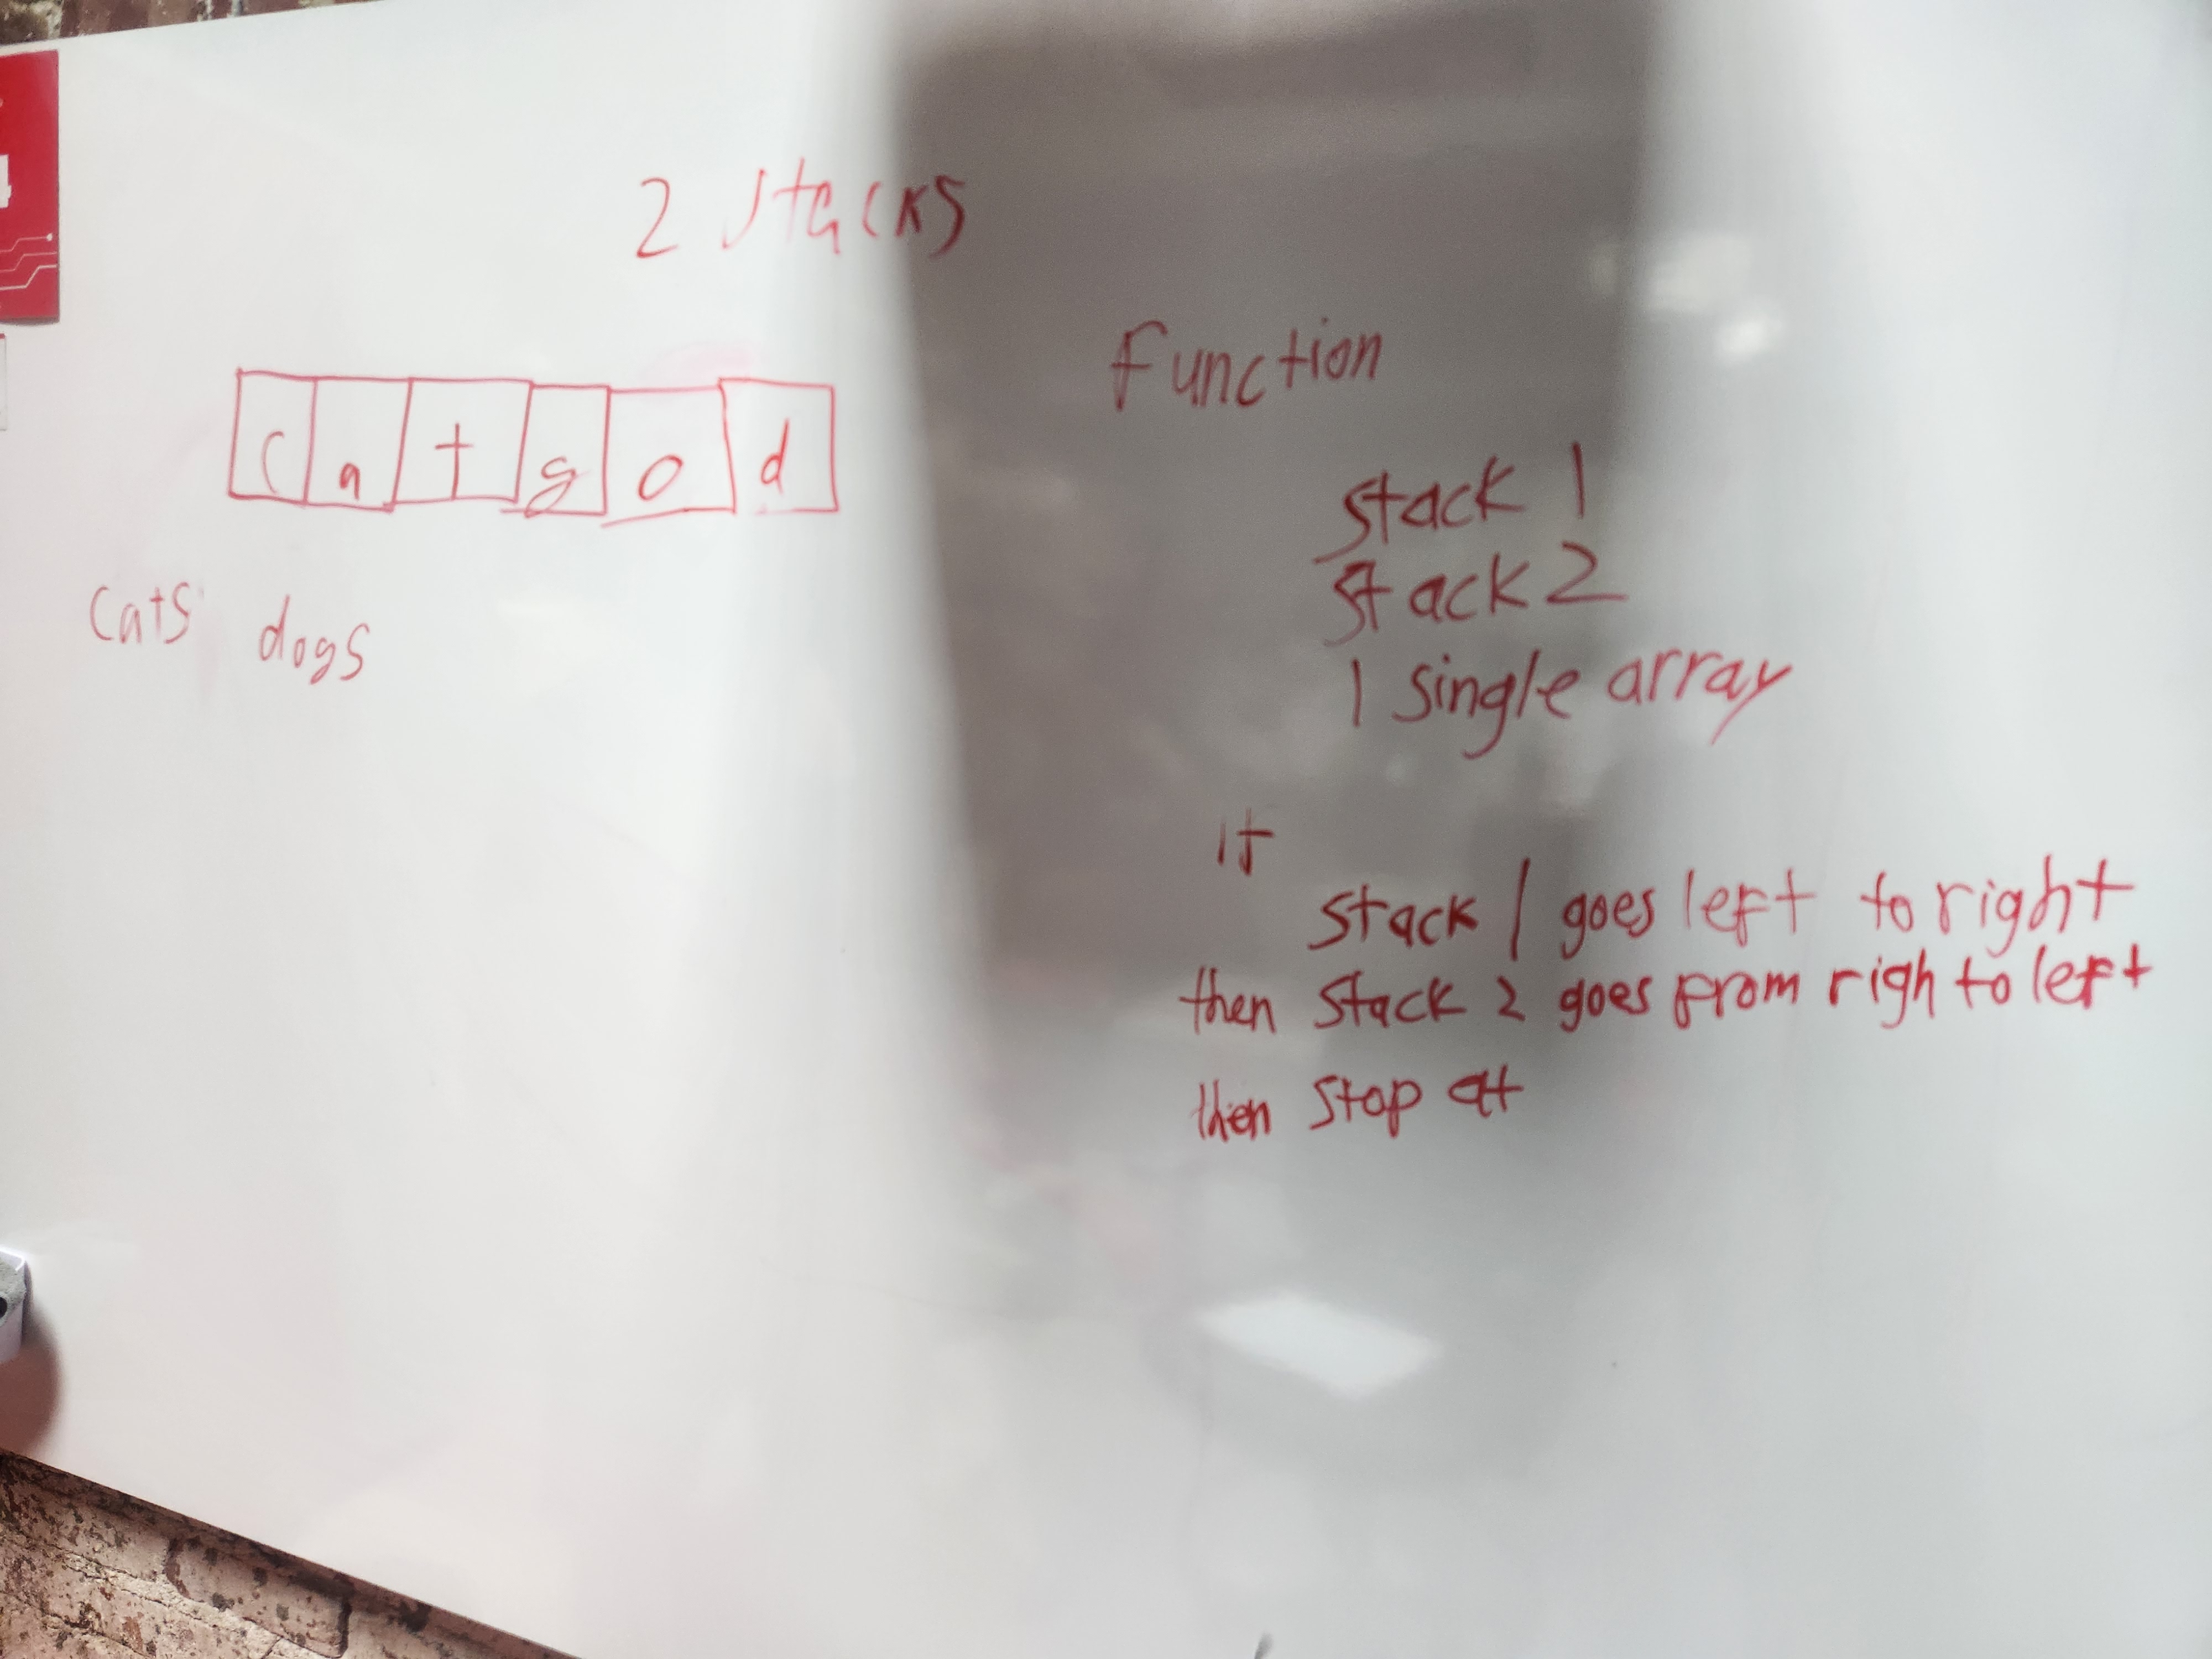 2 stacks
c a t g o d
cats dogs
function
stack 1
stack 2
1 single array
if
stack 1 goes left to right
then stack 2 goes from righ to left
then stop at